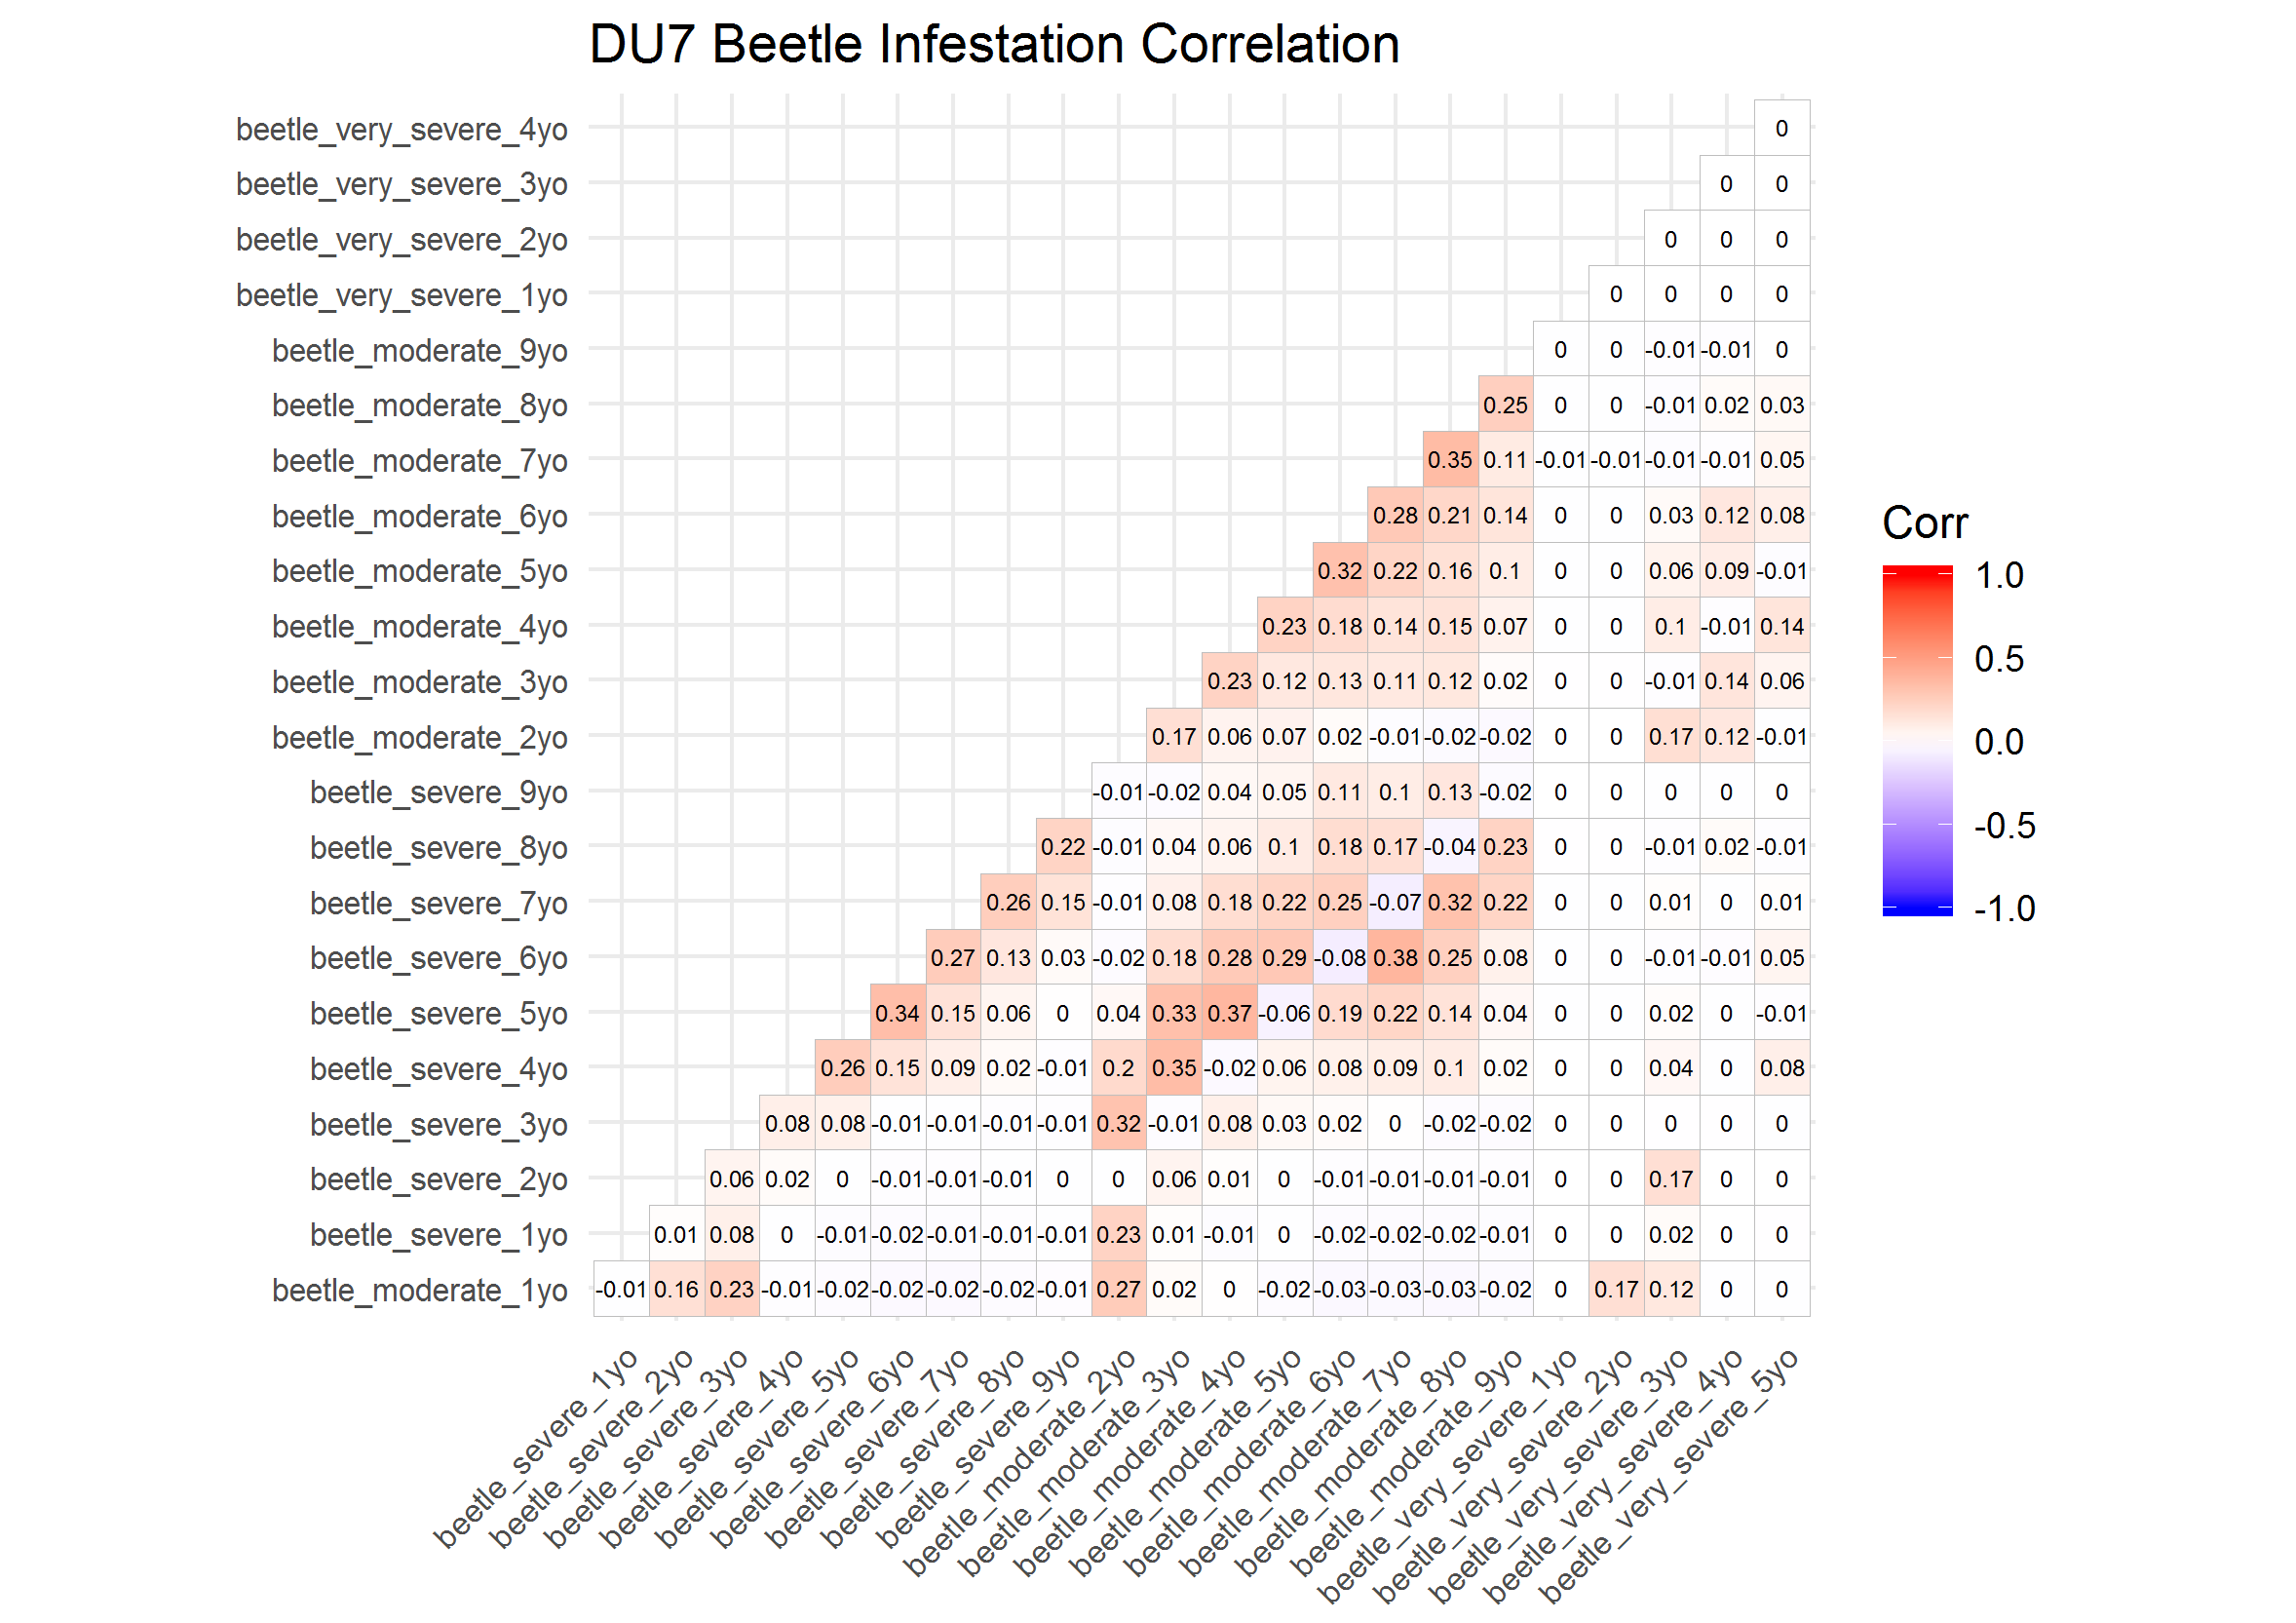 DU7 Beetle Infestation Correlation
beetle_very_severe_4yo 0
beetle_very_severe_3yo 0 0
beetle_very_severe_2yo 0 0 0
beetle_very_severe_1yo 0 0 0 0
beetle_moderate_9yo 0 0 -0.01 -0.01 0
beetle_moderate_8yo 0.25 0 0 -0.01 0.02 0.03
beetle_moderate_7yo 0.35 0.11 -0.01 -0.01 -0.01 -0.01 0.05
beetle_moderate_6yo 0.28 0.21 0.14 0 0 0.03 0.12 0.08
beetle_moderate_5yo 0.32 0.22 0.16 0.1 0 0 0.06 0.09 -0.01
beetle_moderate_4yo 0.23 0.18 0.14 0.15 0.07 0 0 0.1 -0.01 0.14
beetle_moderate_3yo 0.23 0.12 0.13 0.11 0.12 0.02 0 0 -0.01 0.14 0.06
beetle_moderate_2yo 0.17 0.06 0.07 0.02 -0.01 -0.02 -0.02 0 0 0.17 0.12 -0.01
beetle_severe_9yo -0.01 -0.02 0.04 0.05 0.11 0.1 0.13 -0.02 0 0 0 0 0
beetle_severe_8yo 0.22 -0.01 0.04 0.06 0.1 0.18 0.17 -0.04 0.23 0 0 -0.01 0.02 -0.01
beetle_severe_7yo 0.26 0.15 -0.01 0.08 0.18 0.22 0.25 -0.07 0.32 0.22 0 0 0.01 0 0.01
beetle_severe_6yo 0.27 0.13 0.03 -0.02 0.18 0.28 0.29 -0.08 0.38 0.25 0.08 0 0 -0.01 -0.01 0.05
beetle_severe_5yo 0.34 0.15 0.06 0 0.04 0.33 0.37 -0.06 0.19 0.22 0.14 0.04 0 0 0.02 0 -0.01
beetle_severe_4yo 0.26 0.15 0.09 0.02 -0.01 0.2 0.35 -0.02 0.06 0.08 0.09 0.1 0.02 0 0 0.04 0 0.08
beetle_severe_3yo 0.08 0.08 -0.01 -0.01 -0.01 -0.01 0.32 -0.01 0.08 0.03 0.02 0 -0.02 -0.02 0 0 0 0 0
beetle_severe_2yo 0.06 0.02 0 -0.01 -0.01 -0.01 0 0 0.06 0.01 0 -0.01 -0.01 -0.01 -0.01 0 0 0.17 0 0
beetle_severe_1yo 0.01 0.08 0 -0.01 -0.02 -0.01 -0.01 -0.01 0.23 0.01 -0.01 0 -0.02 -0.02 -0.02 -0.01 0 0 0.02 0 0
beetle_moderate_1yo -0.01 0.16 0.23 -0.01 -0.02 -0.02 -0.02 -0.02 -0.01 0.27 0.02 0 -0.02 -0.03 -0.03 -0.03 -0.02 0 0.17 0.12 0 0
beetle_severe_1yo
beetle_severe_2yo
beetle_severe_3yo
beetle_severe_4yo
beetle_severe_5yo
beetle_severe_6yo
beetle_severe_7yo
beetle_severe_8yo
beetle_severe_9yo
beetle_moderate_2yo
beetle_moderate_3yo
beetle_moderate_4yo
beetle_moderate_5yo
beetle_moderate_6yo
beetle_moderate_7yo
beetle_moderate_8yo
beetle_moderate_9yo
beetle_very_severe_1yo
beetle_very_severe_2yo
beetle_very_severe_3yo
beetle_very_severe_4yo
beetle_very_severe_5yo
Corr
1.0
0.5
0.0
-0.5
-1.0